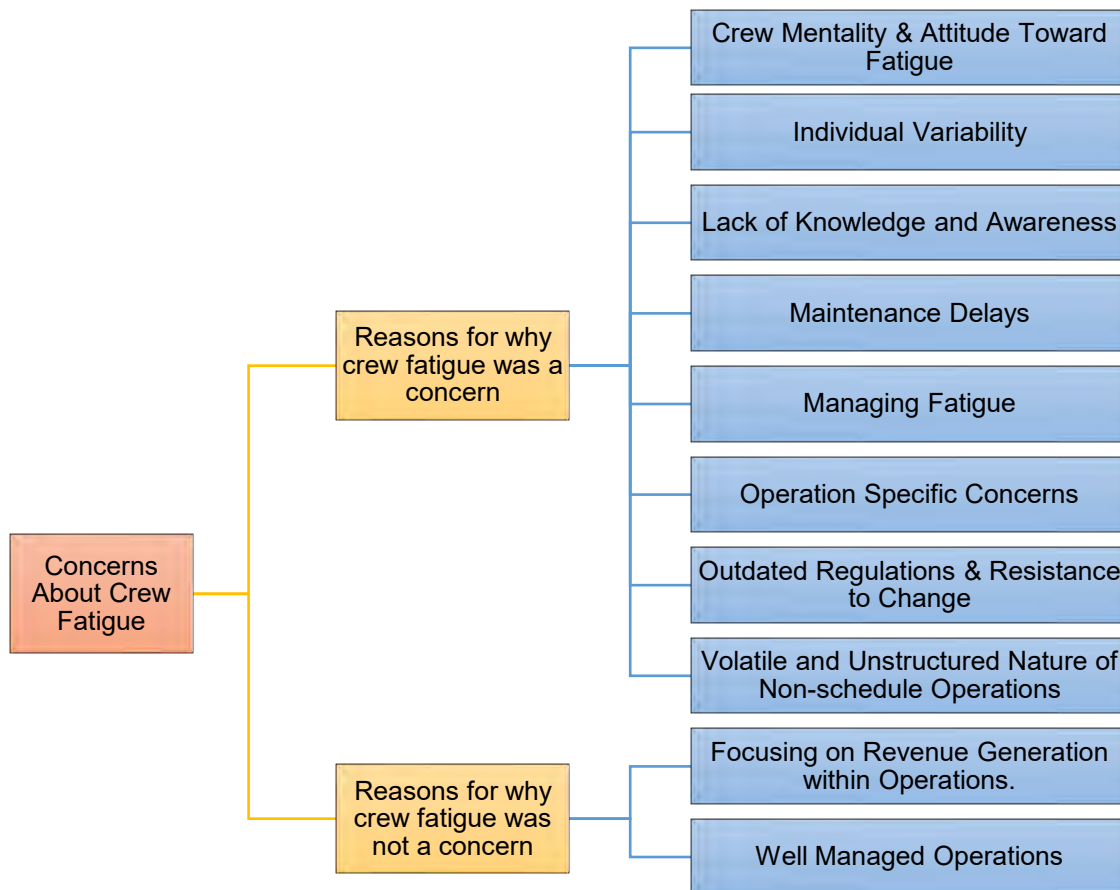 Concerns
About Crew
Fatigue
Reasons for why
crew fatigue was a
concern
Crew Mentality & Attitude Toward
Fatigue
Individual Variability
Lack of Knowledge and Awareness
Maintenance Delays
Managing Fatigue
Operation Specific Concerns
Outdated Regulations & Resistance
to Change
Volatile and Unstructured Nature of
Non-schedule Operations
Reasons for why
crew fatigue was
not a concern
Focusing on Revenue Generation
within Operations.
Well Managed Operations